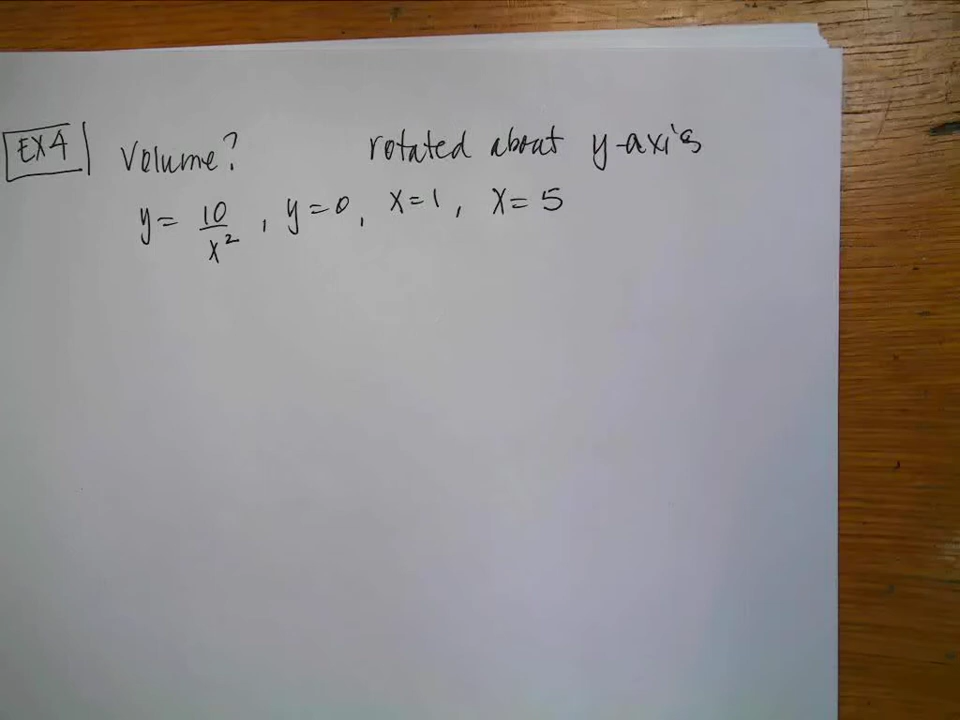 EX4 Volume? rotated about y-axis
y = 10/x², y=0, x=1, x=5